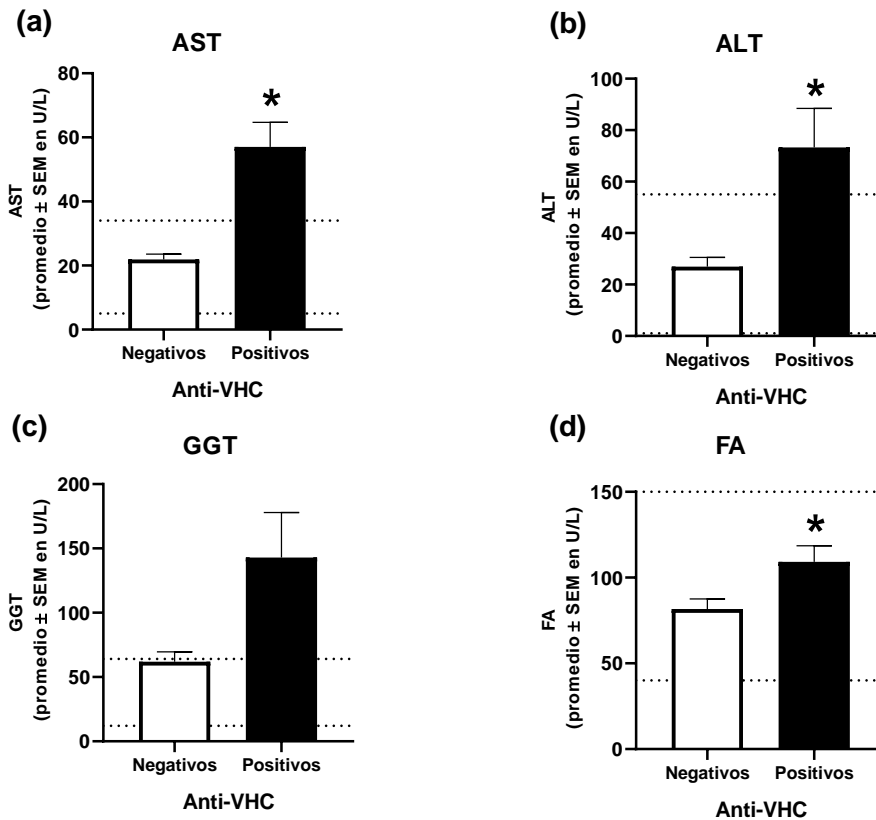 (a)
AST
80
60
40
20
0
AST
(promedio ± SEM en U/L)
*
Negativos Positivos
Anti-VHC
(b)
ALT
100
80
60
40
20
0
ALT
(promedio ± SEM en U/L)
*
Negativos Positivos
Anti-VHC
(c)
GGT
200
150
100
50
0
GGT
(promedio ± SEM en U/L)
Negativos Positivos
Anti-VHC
(d)
FA
150
100
50
0
FA
(promedio ± SEM en U/L)
*
Negativos Positivos
Anti-VHC